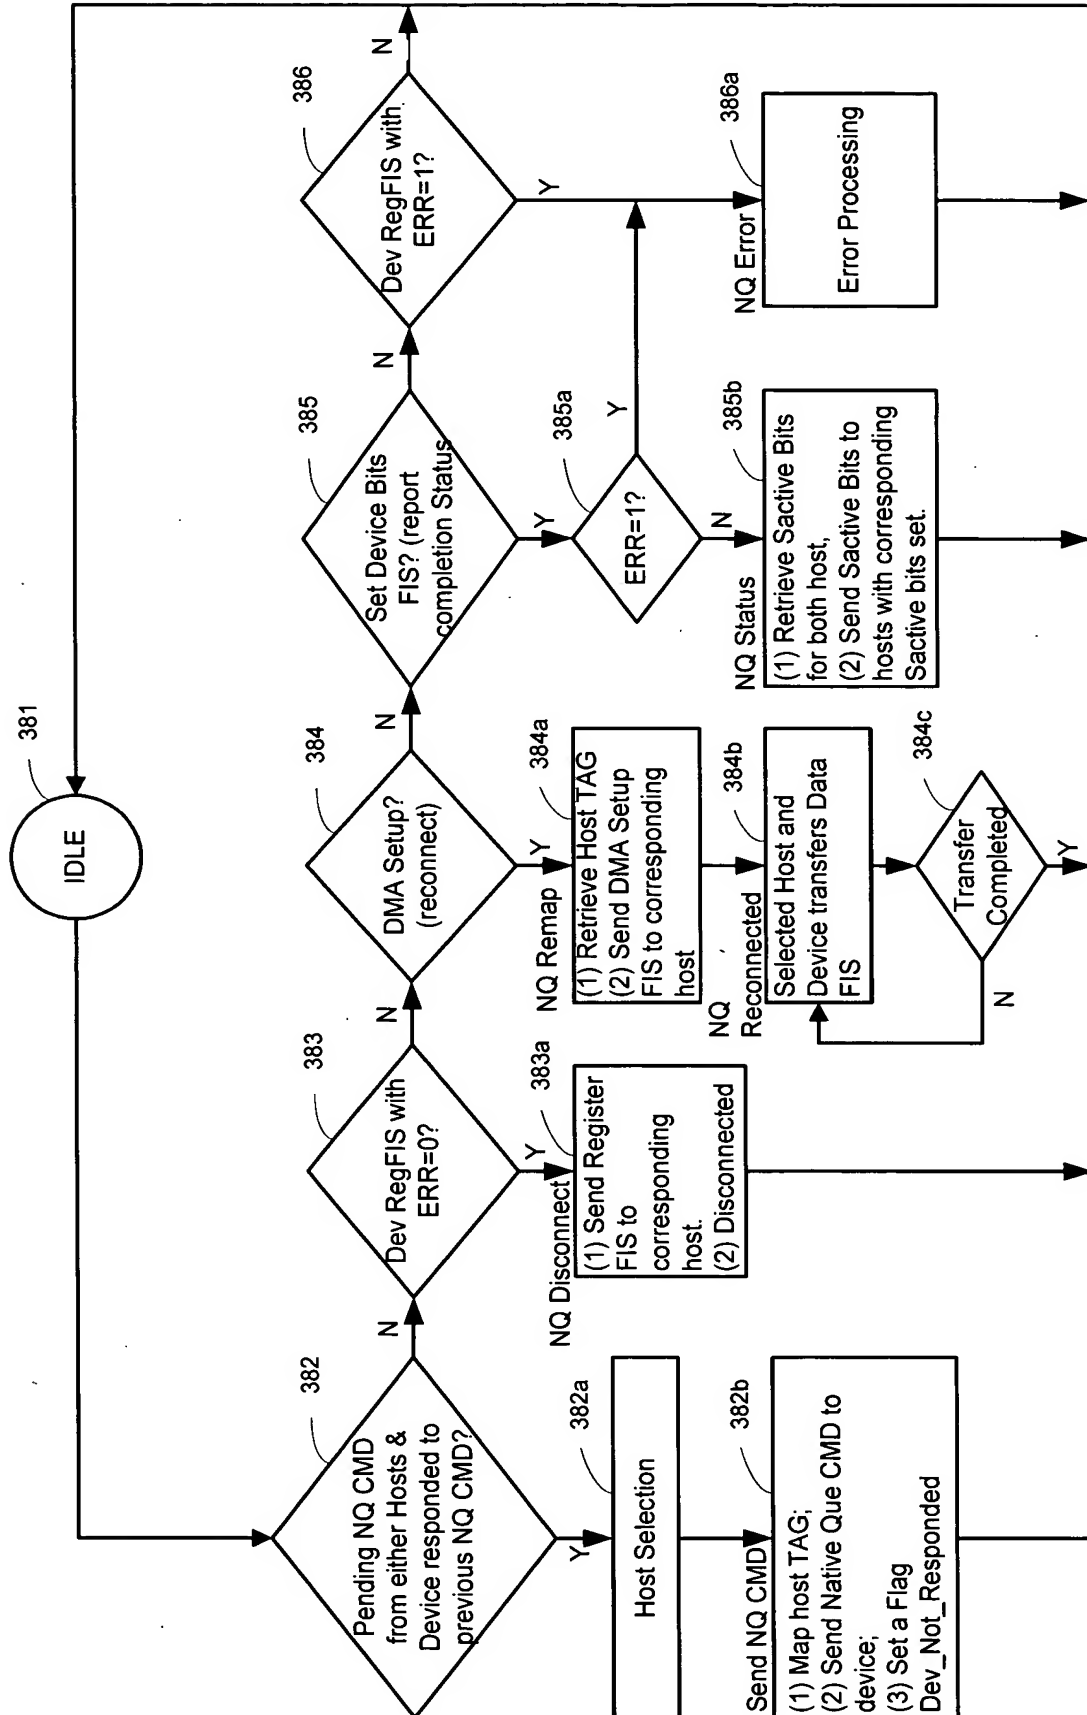 IDLE
381
Pending NQ CMD
from either Hosts &
Device responded to
previous NQ CMD?
382
N
Y
Host Selection
382a
Send NQ CMD
(1) Map host TAG;
(2) Send Native Que CMD to
device;
(3) Set a Flag
Dev_Not_Responded
382b
Dev RegFIS with
ERR=0?
383
N
Y
NQ Disconnect
(1) Send Register
FIS to
corresponding
host.
(2) Disconnected
383a
DMA Setup?
(reconnect)
384
N
Y
NQ Remap
(1) Retrieve Host TAG
(2) Send DMA Setup
FIS to corresponding
host
384a
NQ
Reconnected
Selected Host and
Device transfers Data
FIS
384b
Transfer
Completed
384c
N
Y
Set Device Bits
FIS? (report
completion Status
385
N
Y
ERR=1?
385a
Y
N
NQ Status
(1) Retrieve Sactive Bits
for both host,
(2) Send Sactive Bits to
hosts with corresponding
Sactive bits set.
385b
Dev RegFIS with.
ERR=1?
386
N
Y
NQ Error
Error Processing
386a